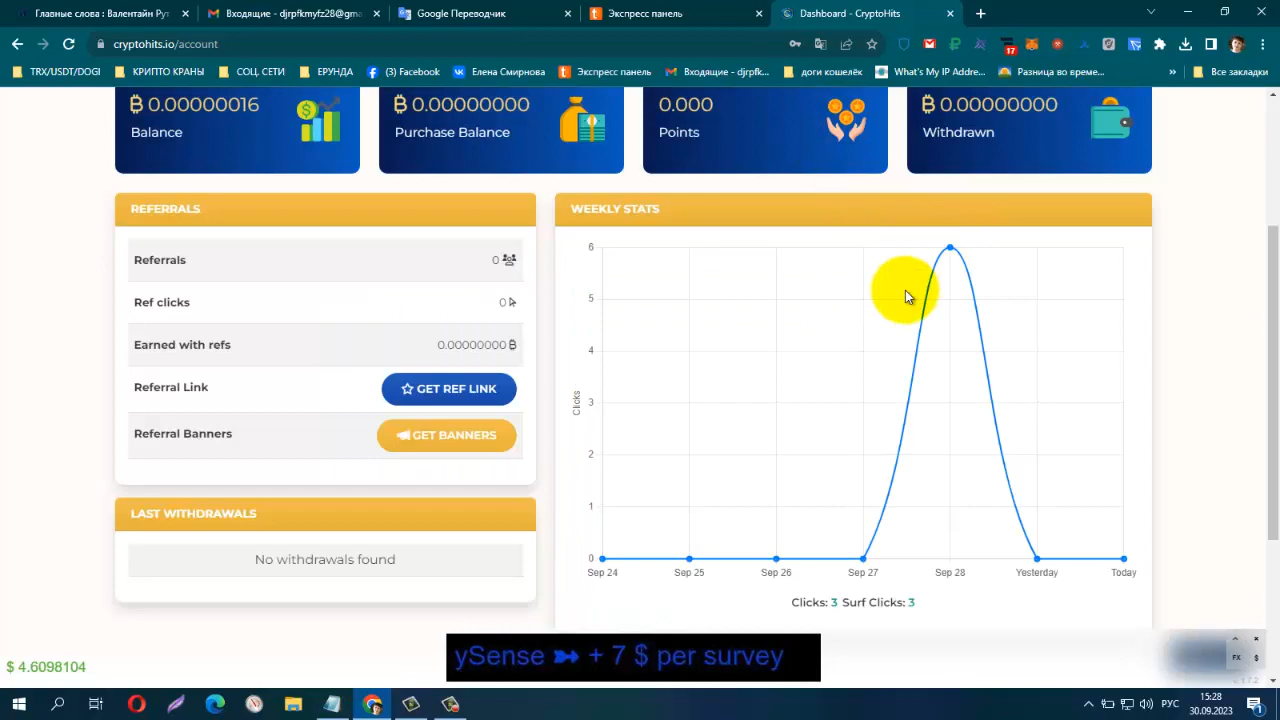 Главные слова : Валентайн Рут
Входящие - djrpfkmyfz28@gma
Google Переводчик
Экспресс панель
Dashboard - CryptoHits
cryptohits.io/account
17
TRX/USDT/DOGI
КРИПТО КРАНЫ
СОЦ. СЕТИ
ЕРУНДА
(3) Facebook
Елена Смирнова
Экспресс панель
Входящие - djrpfk...
доги кошелёк
What's My IP Addre...
Разница во време...
»
Все закладки
0.00000016
Balance
0.00000000
Purchase Balance
0.000
Points
0.00000000
Withdrawn
REFERRALS
Referrals 0
Ref clicks 0
Earned with refs 0.00000000
Referral Link GET REF LINK
Referral Banners GET BANNERS
LAST WITHDRAWALS
No withdrawals found
WEEKLY STATS
6
5
4
3
2
1
0
Clicks
Sep 24 Sep 25 Sep 26 Sep 27 Sep 28 Yesterday Today
Clicks: 3 Surf Clicks: 3
ySense ➽ + 7 $ per survey
$ 4.6098104
FX $
РУС
15:28
30.09.2023